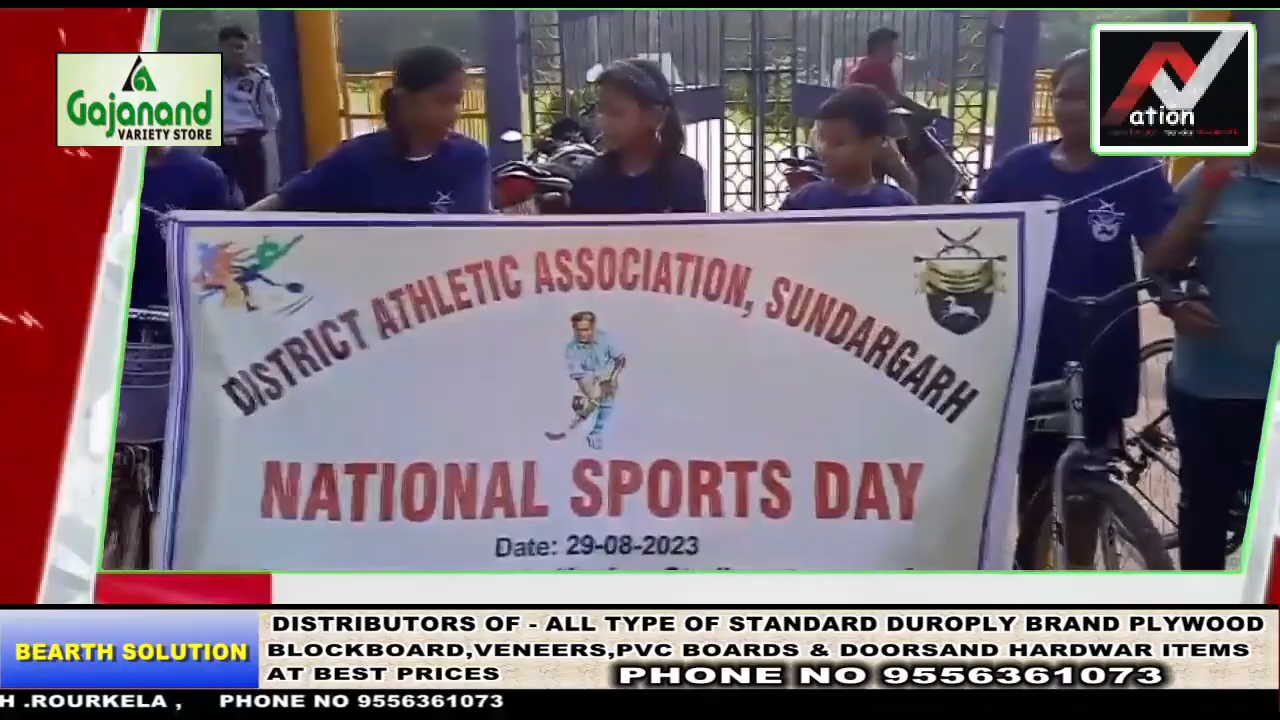 Gajanand
VARIETY STORE
N
ation
DISTRICT ATHLETIC ASSOCIATION, SUNDARGARH
NATIONAL SPORTS DAY
Date: 29-08-2023
BEARTH SOLUTION
DISTRIBUTORS OF - ALL TYPE OF STANDARD DUROPLY BRAND PLYWOOD
BLOCKBOARD,VENEERS,PVC BOARDS & DOORSAND HARDWAR ITEMS
AT BEST PRICES PHONE NO 9556361073
H .ROURKELA , PHONE NO 9556361073